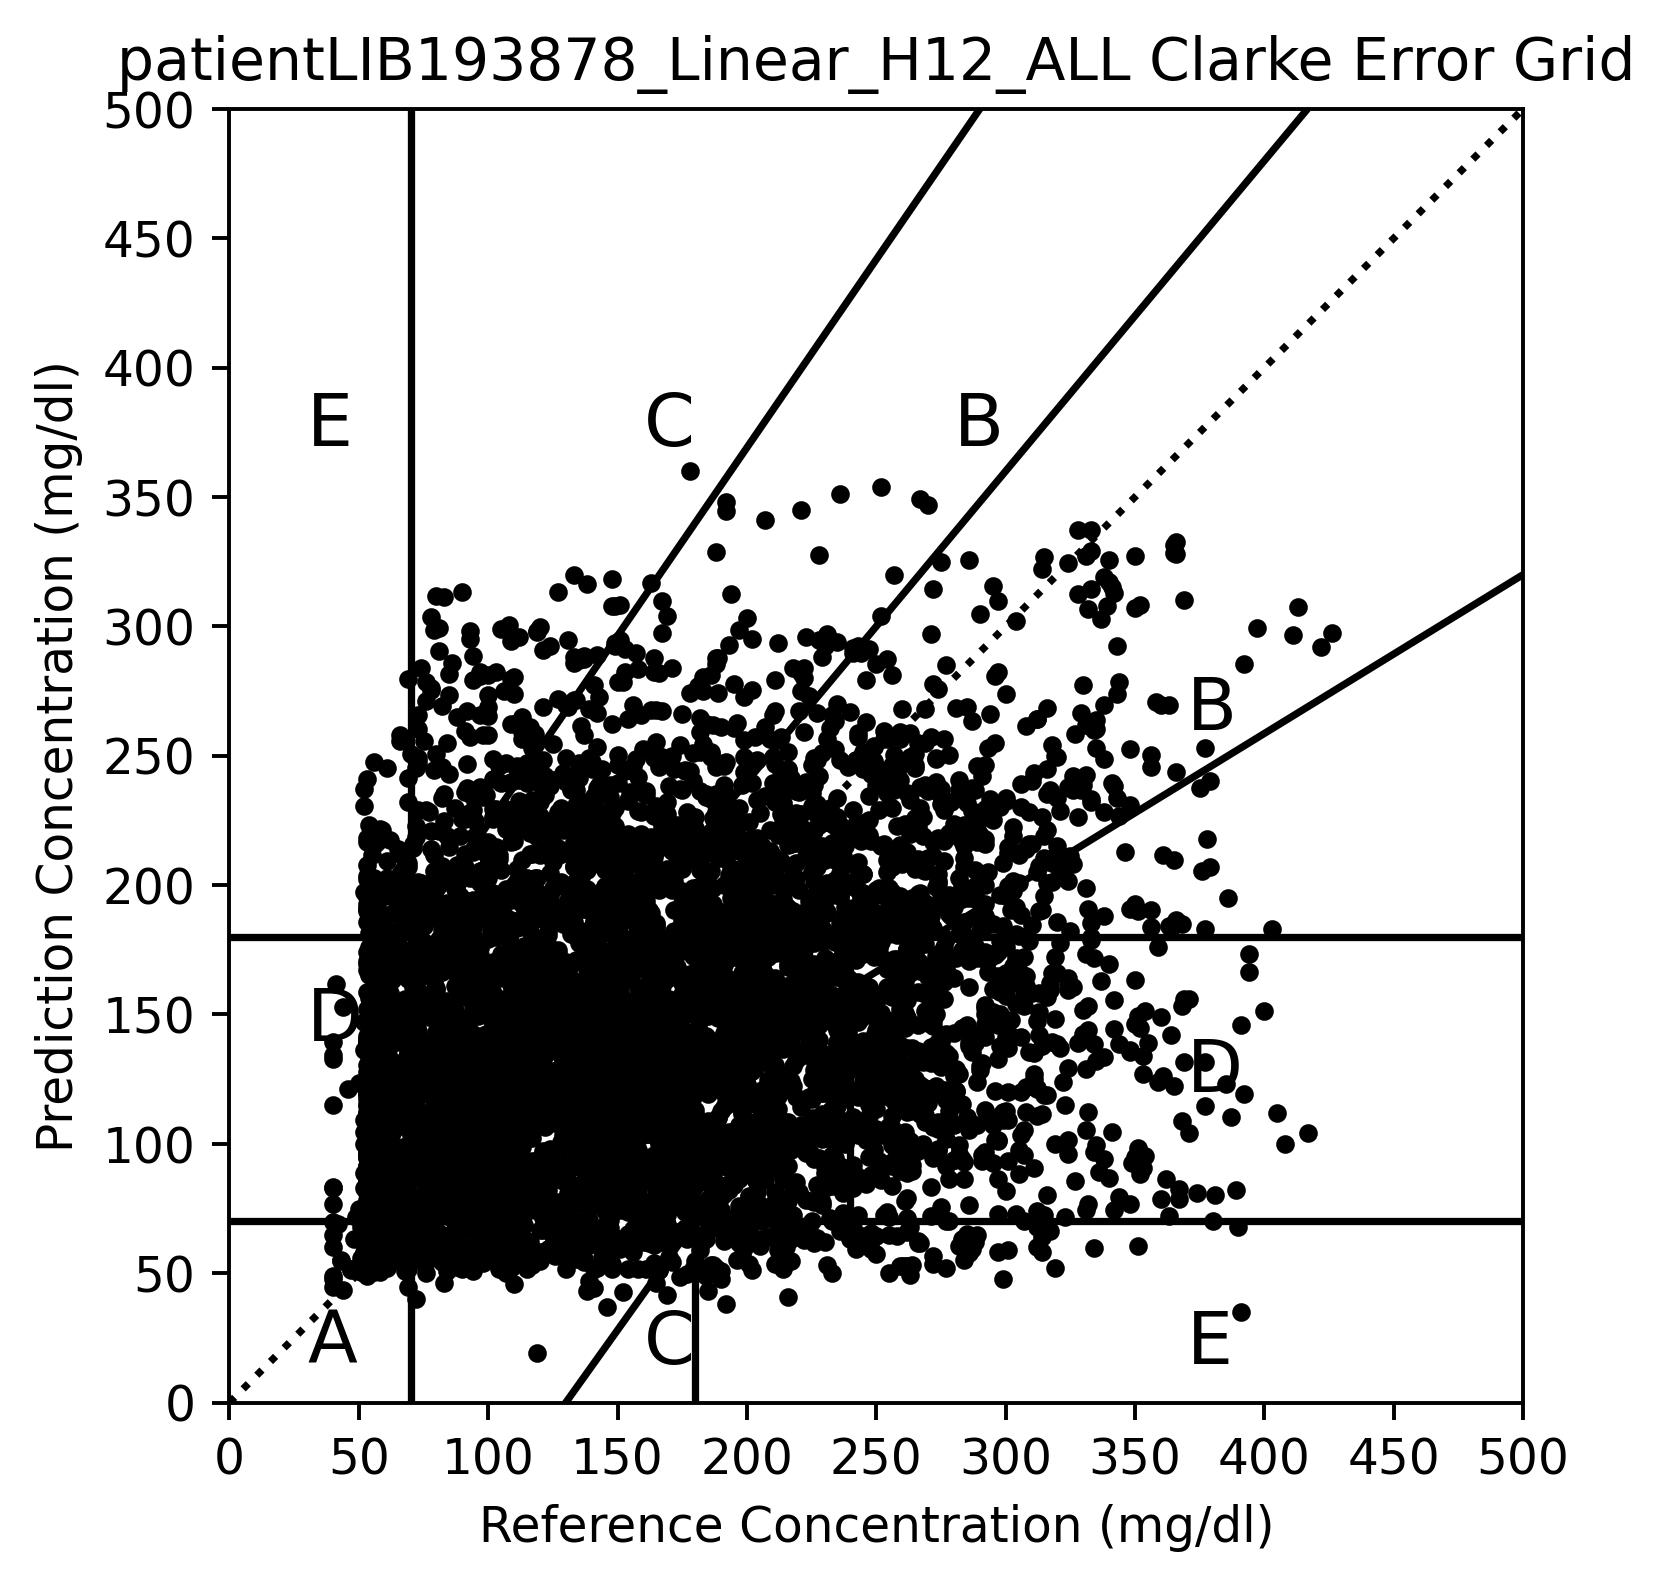 patientLIB193878_Linear_H12_ALL Clarke Error Grid
500
450
400
350
300
250
200
150
100
50
0
Prediction Concentration (mg/dl)
E
C
B
B
D
D
A
C
E
0 50 100 150 200 250 300 350 400 450 500
Reference Concentration (mg/dl)